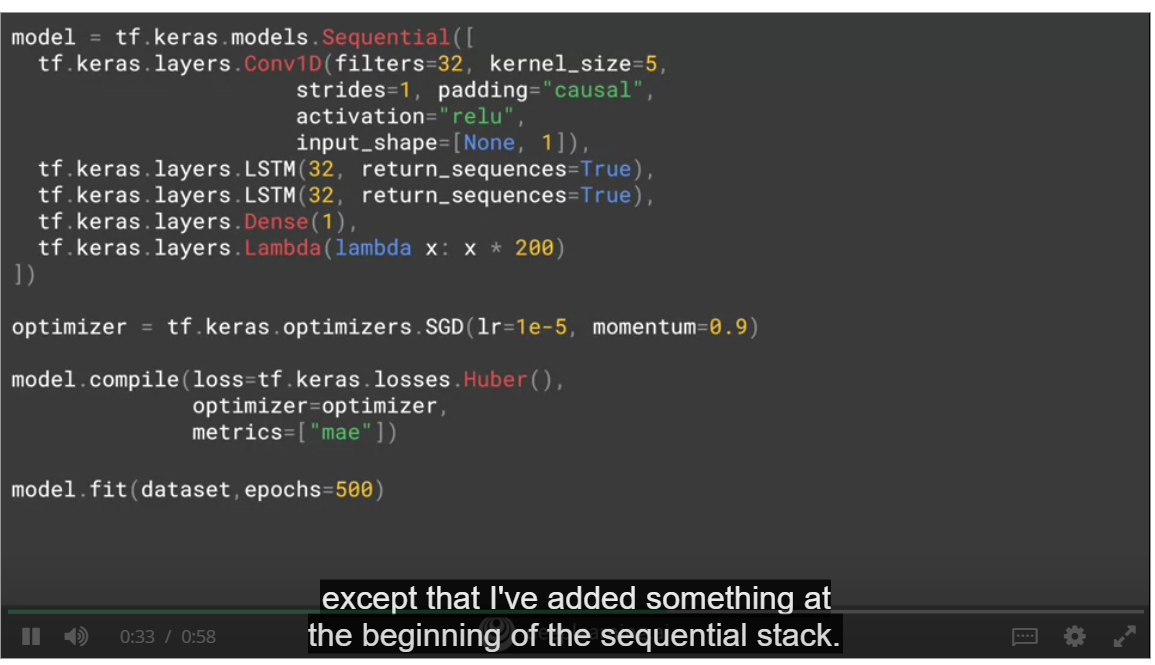 model = tf.keras.models.Sequential([
  tf.keras.layers.Conv1D(filters=32, kernel_size=5,
                      strides=1, padding="causal",
                      activation="relu",
                      input_shape=[None, 1]),
  tf.keras.layers.LSTM(32, return_sequences=True),
  tf.keras.layers.LSTM(32, return_sequences=True),
  tf.keras.layers.Dense(1),
  tf.keras.layers.Lambda(lambda x: x * 200)
])
optimizer = tf.keras.optimizers.SGD(lr=1e-5, momentum=0.9)
model.compile(loss=tf.keras.losses.Huber(),
              optimizer=optimizer,
              metrics=["mae"])
model.fit(dataset,epochs=500)
except that I've added something at
the beginning of the sequential stack.
0:33 / 0:58